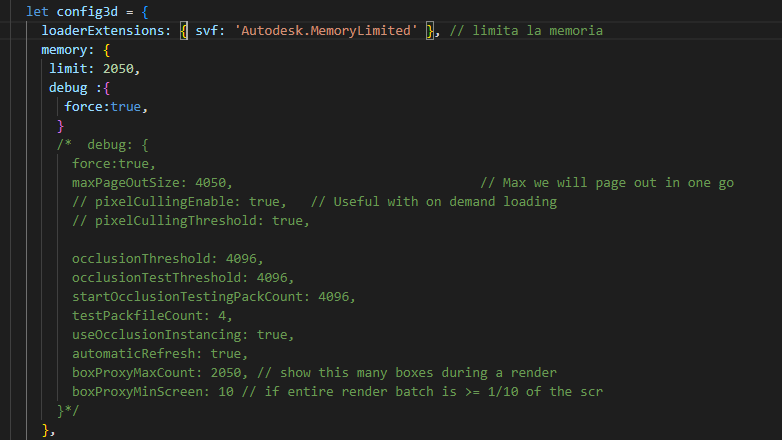 let config3d = {
loaderExtensions: { svf: 'Autodesk.MemoryLimited' }, // limita la memoria
memory: {
limit: 2050,
debug :{
force:true,
}
/*  debug: {
force:true,
maxPageOutSize: 4050,                                // Max we will page out in one go
// pixelCullingEnable: true,   // Useful with on demand loading
// pixelCullingThreshold: true,
occlusionThreshold: 4096,
occlusionTestThreshold: 4096,
startOcclusionTestingPackCount: 4096,
testPackfileCount: 4,
useOcclusionInstancing: true,
automaticRefresh: true,
boxProxyMaxCount: 2050, // show this many boxes during a render
boxProxyMinScreen: 10 // if entire render batch is >= 1/10 of the scr
}*/
},